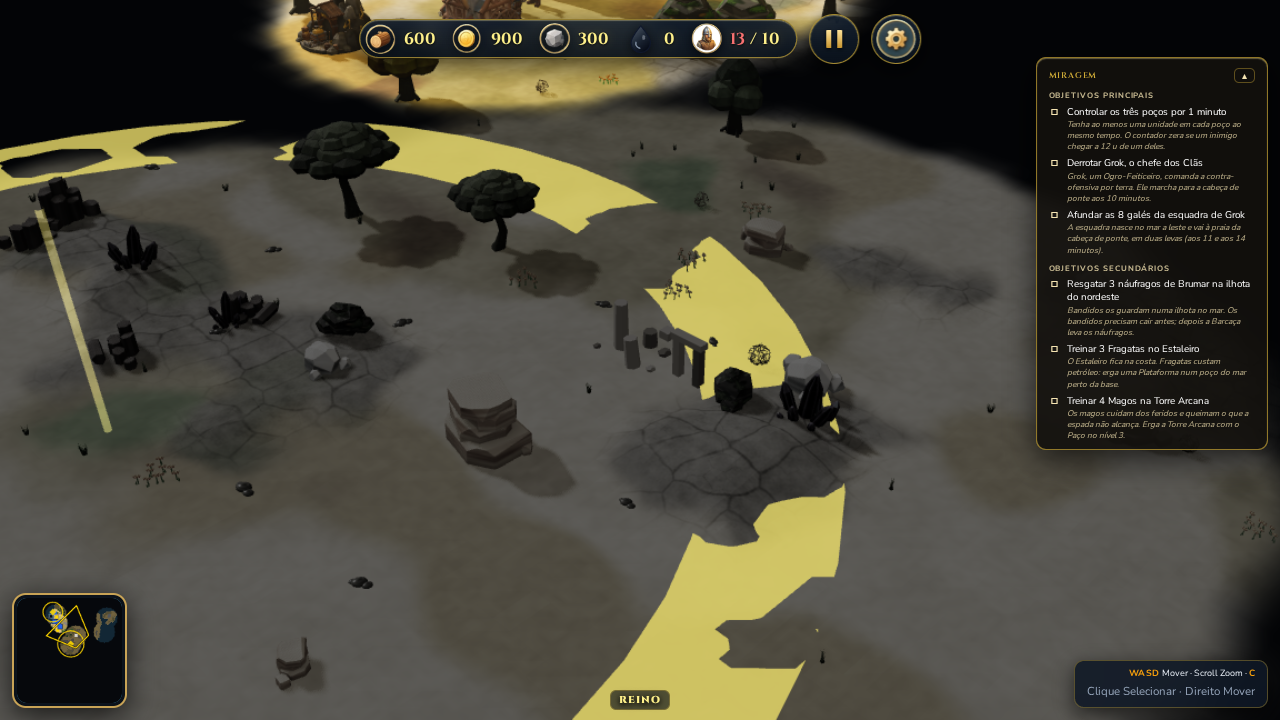 600 900 300 0 13 / 10
MIRAGEM
▲
OBJETIVOS PRINCIPAIS
Controlar os três poços por 1 minuto
Tenha ao menos uma unidade em cada poço ao
mesmo tempo. O contador zera se um inimigo
chegar a 12 u de um deles.
Derrotar Grok, o chefe dos Clãs
Grok, um Ogro-Feiticeiro, comanda a contra-
ofensiva por terra. Ele marcha para a cabeça de
ponte aos 10 minutos.
Afundar as 8 galés da esquadra de Grok
A esquadra nasce no mar a leste e vai à praia da
cabeça de ponte, em duas levas (aos 11 e aos 14
minutos).
OBJETIVOS SECUNDÁRIOS
Resgatar 3 náufragos de Brumar na ilhota
do nordeste
Bandidos os guardam numa ilhota no mar. Os
bandidos precisam cair antes; depois a Barcaça
leva os náufragos.
Treinar 3 Fragatas no Estaleiro
O Estaleiro fica na costa. Fragatas custam
petróleo: erga uma Plataforma num poço do mar
perto da base.
Treinar 4 Magos na Torre Arcana
Os magos cuidam dos feridos e queimam o que a
espada não alcança. Erga a Torre Arcana com o
Paço no nível 3.
WASD Mover · Scroll Zoom · C
Clique Selecionar · Direito Mover
REINO